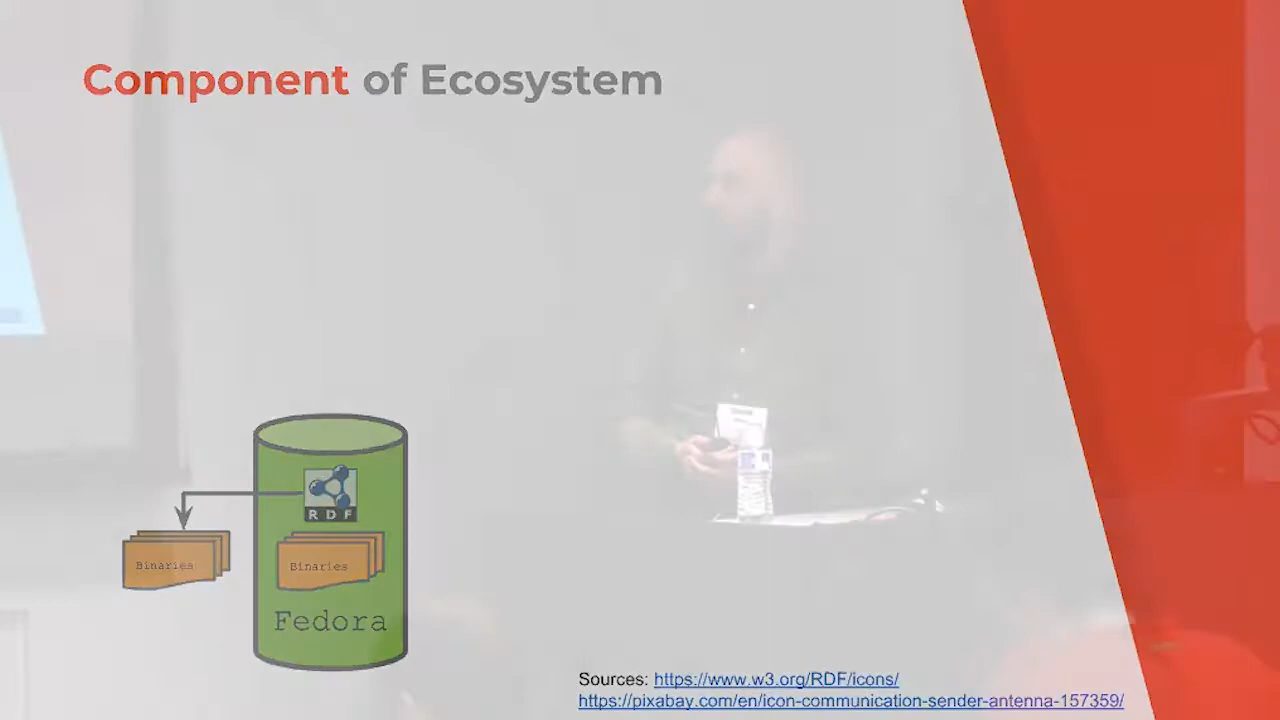 Component of Ecosystem
RDF
Binaries
Binaries
Fedora
Sources: https://www.w3.org/RDF/icons/
https://pixabay.com/en/icon-communication-sender-antenna-157359/